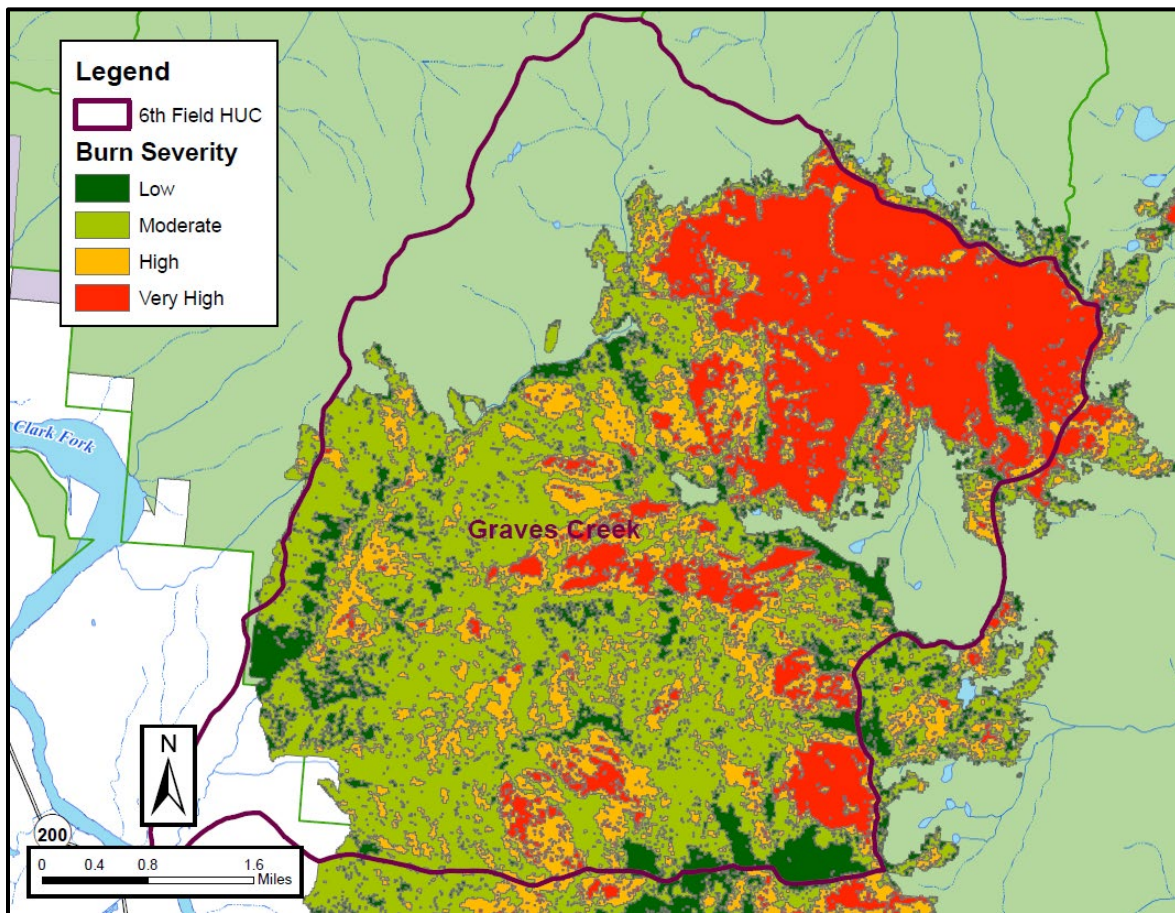 Legend
6th Field HUC
Burn Severity
Low
Moderate
High
Very High
Clark Fork
Graves Creek
N
200
0 0.4 0.8 1.6
Miles